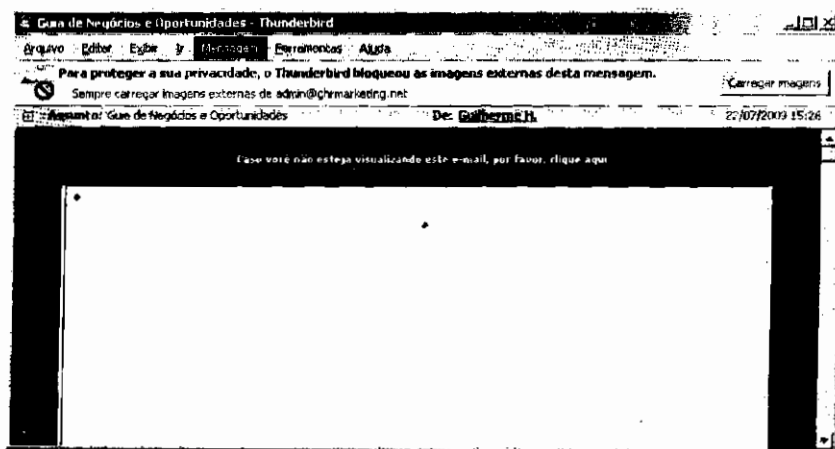 Guia de Negócios e Oportunidades - Thunderbird
Arquivo Editar Exibir Ir Mensagem Ferramentas Ajuda
Para proteger a sua privacidade, o Thunderbird bloqueou as imagens externas desta mensagem.
Carregar imagens
Sempre carregar imagens externas de admin@ghrmarketing.net
Assunto: Guia de Negócios e Oportunidades De: Guilherme H. 22/07/2009 15:26
Caso você não esteja visualizando este e-mail, por favor, clique aqui